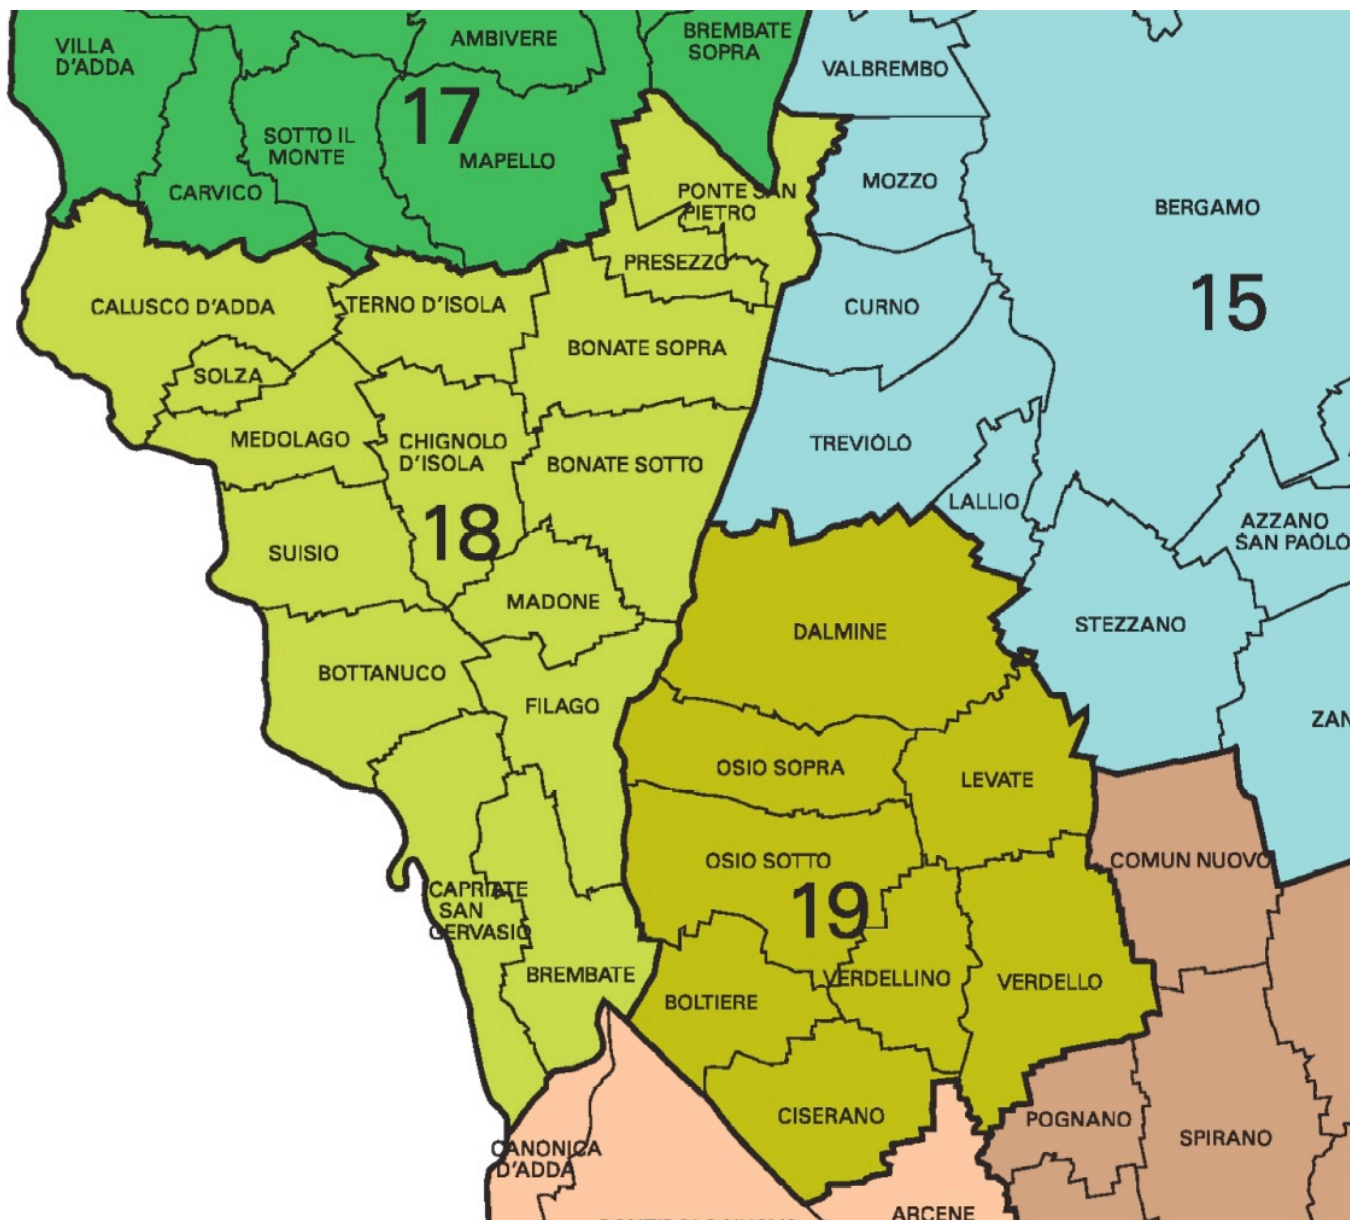 VILLA
D'ADDA
AMBIVERE
BREMBATE
SOPRA
VALBREMBO
17
SOTTO IL
MONTE
MAPELLO
CARVICO
MOZZO
PONTE SAN
PIETRO
BERGAMO
PRESEZZO
15
CALUSCO D'ADDA
TERNO D'ISOLA
CURNO
BONATE SOPRA
SOLZA
MEDOLAGO
CHIGNOLO
D'ISOLA
BONATE SOTTO
TREVIOLO
LALLIO
18
AZZANO
SAN PAOLO
SUISIO
MADONE
DALMINE
STEZZANO
BOTTANUCO
FILAGO
ZAN
OSIO SOPRA
LEVATE
OSIO SOTTO
COMUN NUOVO
19
CAPRIATE
SAN
GERVASIO
BREMBATE
BOLTIERE
VERDELLINO
VERDELLO
CISERANO
POGNANO
SPIRANO
CANONICA
D'ADDA
ARCENE